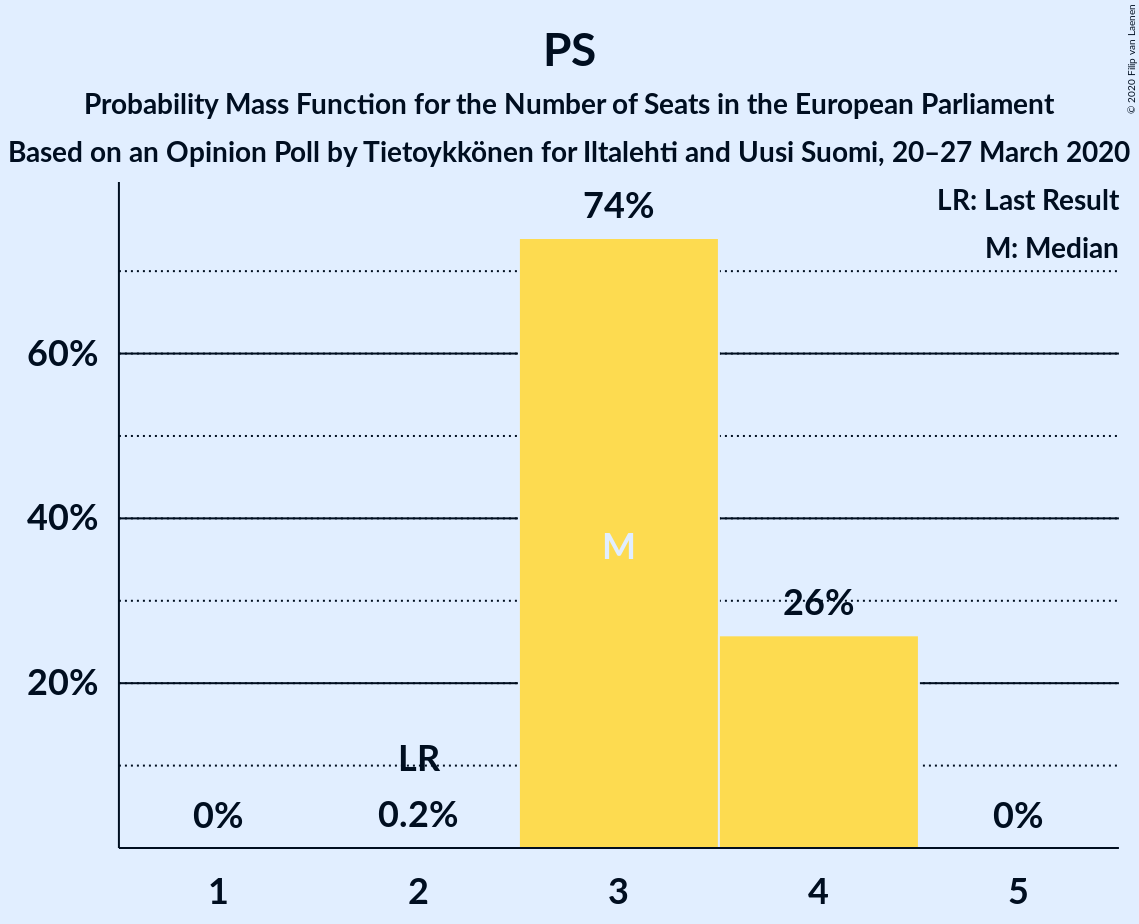 PS
Probability Mass Function for the Number of Seats in the European Parliament
Based on an Opinion Poll by Tietoykkönen for Iltalehti and Uusi Suomi, 20–27 March 2020
© 2020 Filip van Laenen
LR: Last Result
M: Median
74%
60%
40%
M
26%
20%
LR
0%
0.2%
0%
1
2
3
4
5